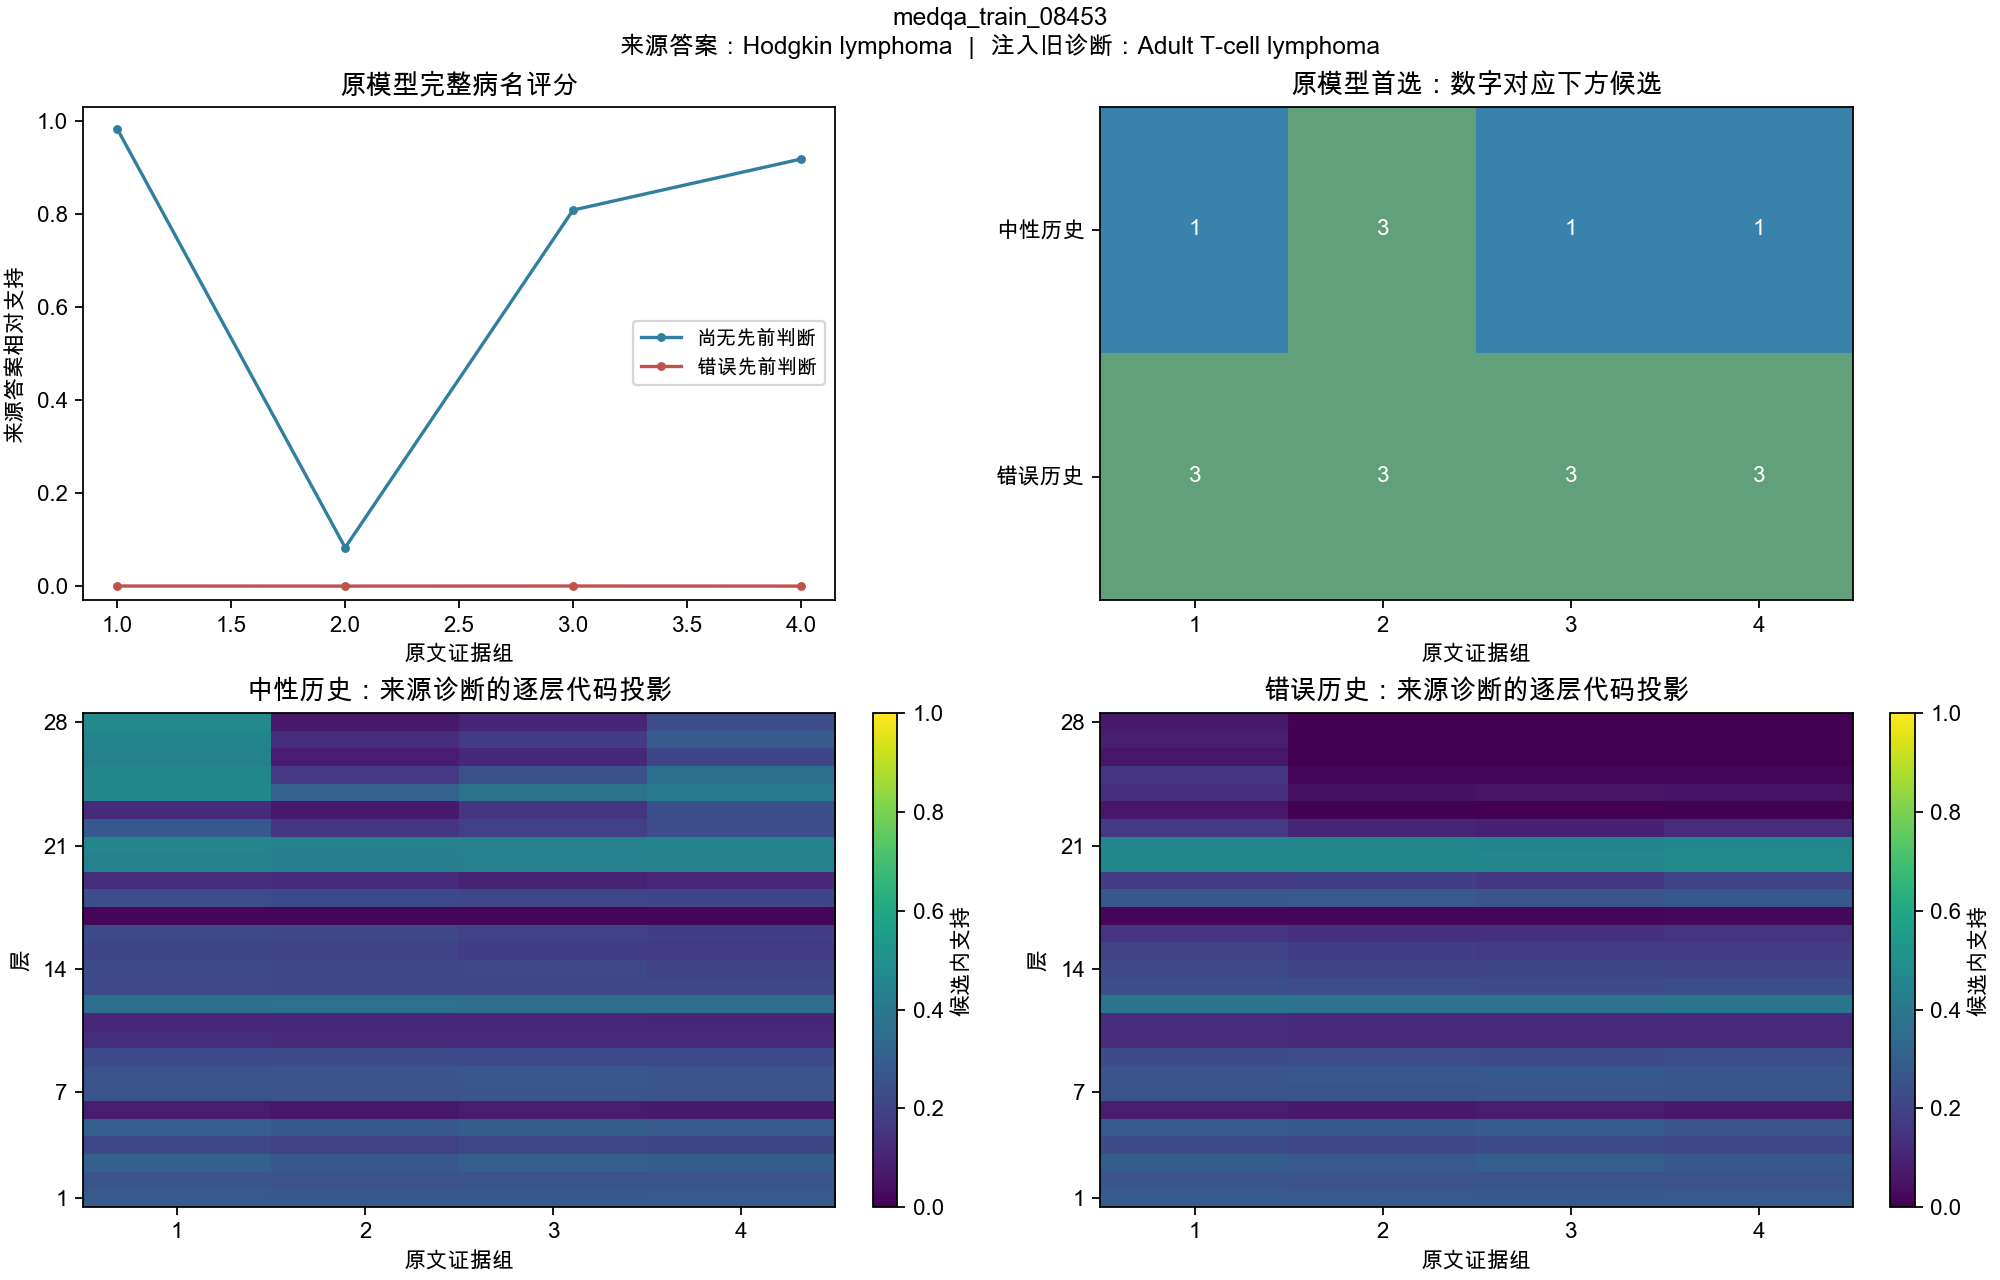 medqa_train_08453
来源答案：Hodgkin lymphoma | 注入旧诊断：Adult T-cell lymphoma
原模型完整病名评分
来源答案相对支持
1.0
0.8
0.6
0.4
0.2
0.0
尚无先前判断
错误先前判断
1.0 1.5 2.0 2.5 3.0 3.5 4.0
原文证据组
原模型首选：数字对应下方候选
中性历史
1 3 1 1
错误历史
3 3 3 3
1 2 3 4
原文证据组
中性历史：来源诊断的逐层代码投影
层
28
21
14
7
1
1 2 3 4
原文证据组
1.0
0.8
0.6
0.4
0.2
0.0
候选内支持
错误历史：来源诊断的逐层代码投影
层
28
21
14
7
1
1 2 3 4
原文证据组
1.0
0.8
0.6
0.4
0.2
0.0
候选内支持